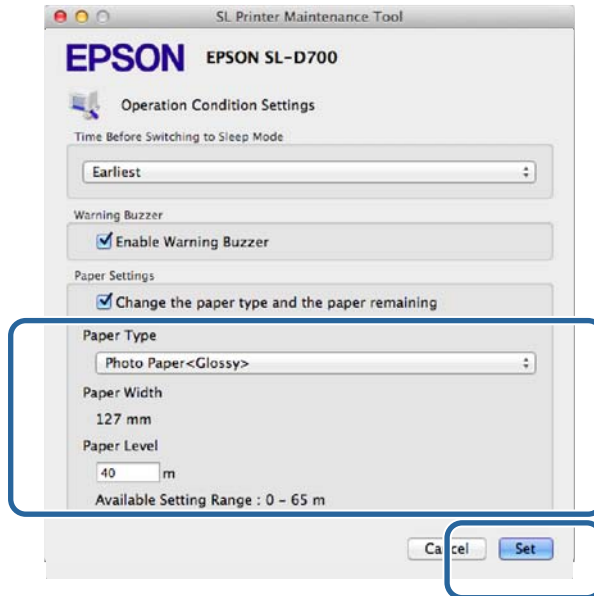 SL Printer Maintenance Tool
EPSON EPSON SL-D700
Operation Condition Settings
Time Before Switching to Sleep Mode
Earliest
Warning Buzzer
Enable Warning Buzzer
Paper Settings
Change the paper type and the paper remaining
Paper Type
Photo Paper<Glossy>
Paper Width
127 mm
Paper Level
40 m
Available Setting Range : 0 – 65 m
Cancel Set